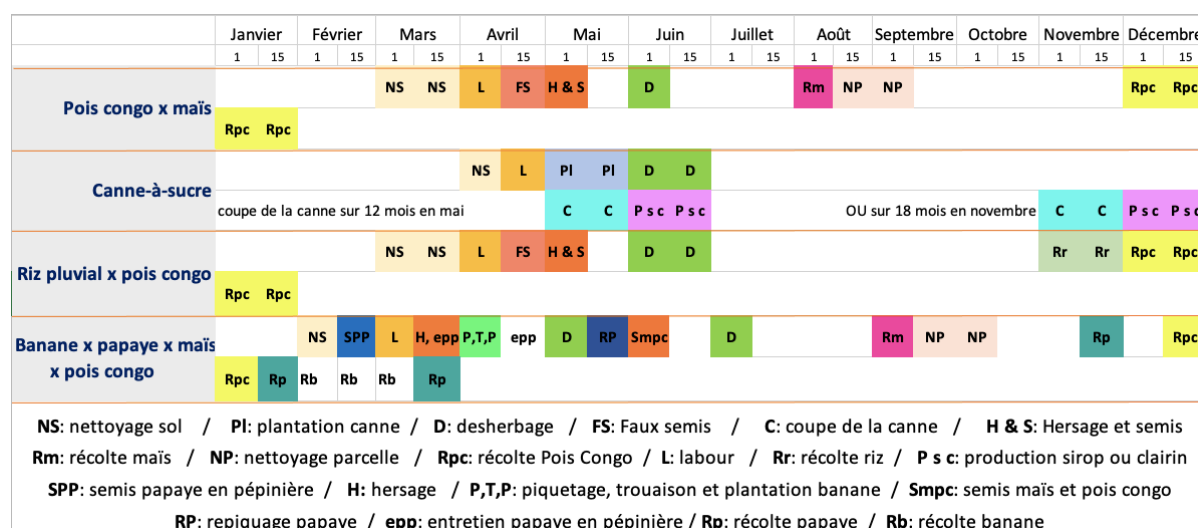 Janvier Février Mars Avril Mai Juin Juillet Août Septembre Octobre Novembre Décembre
1 15 1 15 1 15 1 15 1 15 1 15 1 15 1 15 1 15 1 15 1 15 1 15
Pois congo x maïs
NS NS L FS H & S D Rm NP NP Rpc Rpc
Rpc Rpc
Canne-à-sucre
NS L Pl Pl D D
coupe de la canne sur 12 mois en mai C C P s c P s c OU sur 18 mois en novembre C C P s c P s c
Riz pluvial x pois congo
NS NS L FS H & S D D Rr Rr Rpc Rpc
Rpc Rpc
Banane x papaye x maïs
x pois congo
NS SPP L H, epp P,T,P epp D RP Smpc D Rm NP NP Rp Rpc
Rpc Rp Rb Rb Rb Rp
NS: nettoyage sol / Pl: plantation canne / D: desherbage / FS: Faux semis / C: coupe de la canne / H & S: Hersage et semis
Rm: récolte maïs / NP: nettoyage parcelle / Rpc: récolte Pois Congo / L: labour / Rr: récolte riz / P s c: production sirop ou clairin
SPP: semis papaye en pépinière / H: hersage / P,T,P: piquetage, trouaison et plantation banane / Smpc: semis maïs et pois congo
RP: repiquage papaye / epp: entretien papaye en pépinière / Rp: récolte papaye / Rb: récolte banane